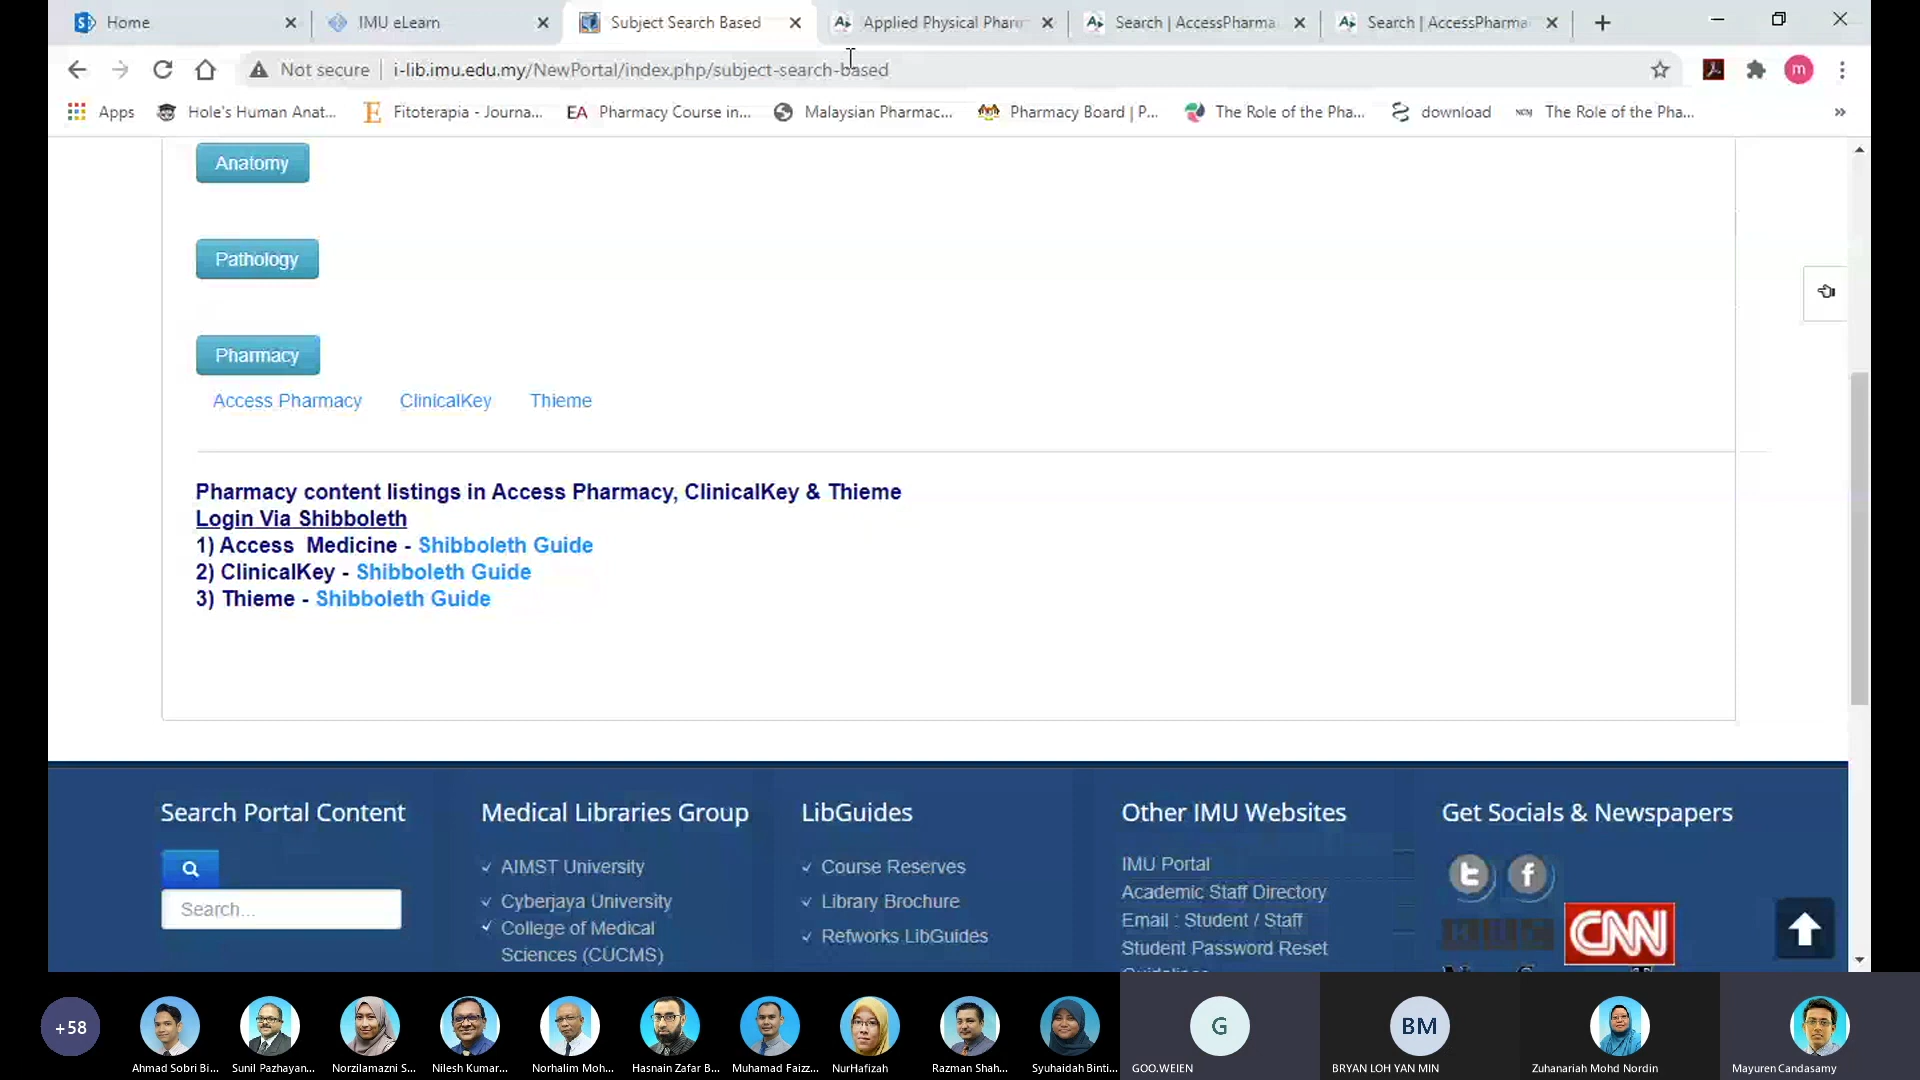 Home
IMU eLearn
Subject Search Based
Applied Physical Pharm
Search | AccessPharma
Search | AccessPharma
Not secure
i-lib.imu.edu.my/NewPortal/index.php/subject-search-based
m
Apps
Hole's Human Anat...
Fitoterapia - Journa...
EA Pharmacy Course in...
Malaysian Pharmac...
Pharmacy Board | P...
The Role of the Pha...
download
The Role of the Pha...
Anatomy
Pathology
Pharmacy
Access Pharmacy ClinicalKey Thieme
Pharmacy content listings in Access Pharmacy, ClinicalKey & Thieme
Login Via Shibboleth
1) Access Medicine - Shibboleth Guide
2) ClinicalKey - Shibboleth Guide
3) Thieme - Shibboleth Guide
Search Portal Content
Search...
Medical Libraries Group
AIMST University
Cyberjaya University
College of Medical
Sciences (CUCMS)
LibGuides
Course Reserves
Library Brochure
Refworks LibGuides
Other IMU Websites
IMU Portal
Academic Staff Directory
Email : Student / Staff
Student Password Reset
Guidelines
Get Socials & Newspapers
CNN
+58
Ahmad Sobri Bi...
Sunil Pazhayan...
Norzilamazni S...
Nilesh Kumar...
Norhalim Moh...
Hasnain Zafar B...
Muhamad Faizz...
NurHafizah
Razman Shah...
Syuhaidah Binti...
G
GOO.WEIEN
BM
BRYAN LOH YAN MIN
Zuhanariah Mohd Nordin
Mayuren Candasamy